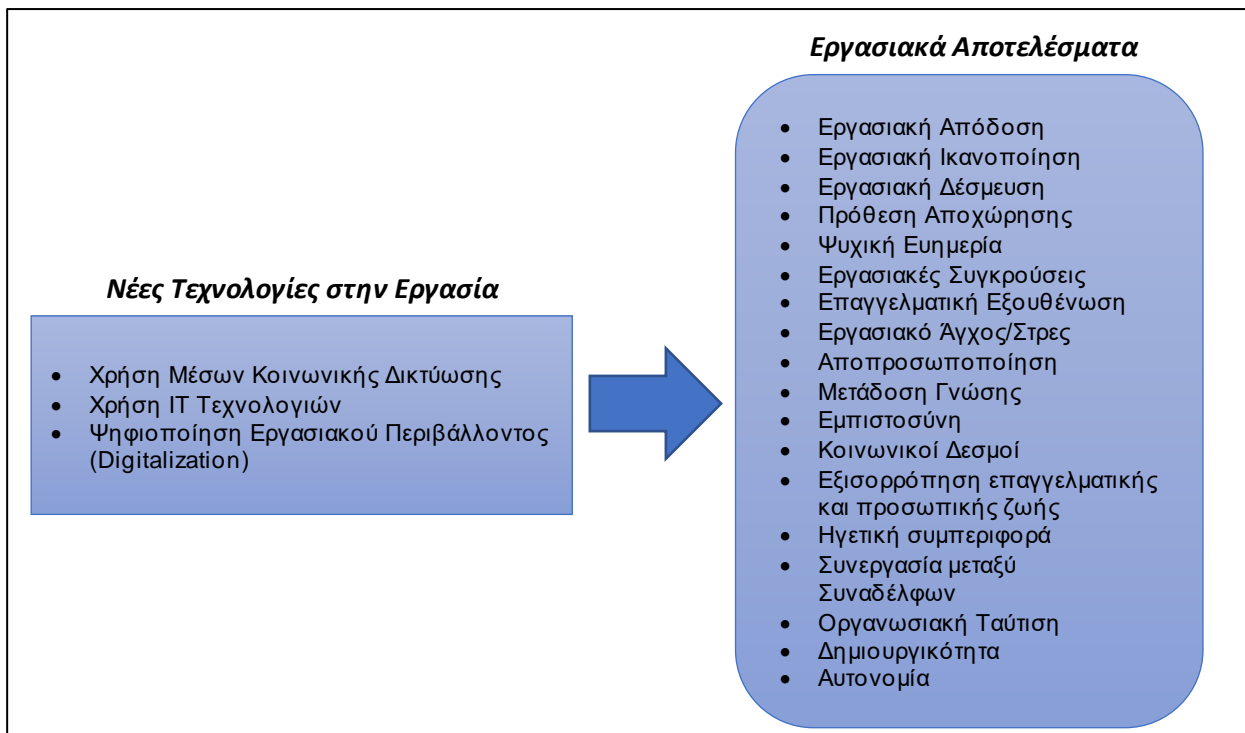 Εργασιακά Αποτελέσματα
• Εργασιακή Απόδοση
• Εργασιακή Ικανοποίηση
• Εργασιακή Δέσμευση
• Πρόθεση Αποχώρησης
• Ψυχική Ευημερία
• Εργασιακές Συγκρούσεις
• Επαγγελματική Εξουθένωση
• Εργασιακό Άγχος/Στρες
• Αποπροσωποποίηση
• Μετάδοση Γνώσης
• Εμπιστοσύνη
• Κοινωνικοί Δεσμοί
• Εξισορρόπηση επαγγελματικής
και προσωπικής ζωής
• Ηγετική συμπεριφορά
• Συνεργασία μεταξύ
Συναδέλφων
• Οργανωσιακή Ταύτιση
• Δημιουργικότητα
• Αυτονομία
Νέες Τεχνολογίες στην Εργασία
• Χρήση Μέσων Κοινωνικής Δικτύωσης
• Χρήση IT Τεχνολογιών
• Ψηφιοποίηση Εργασιακού Περιβάλλοντος
(Digitalization)